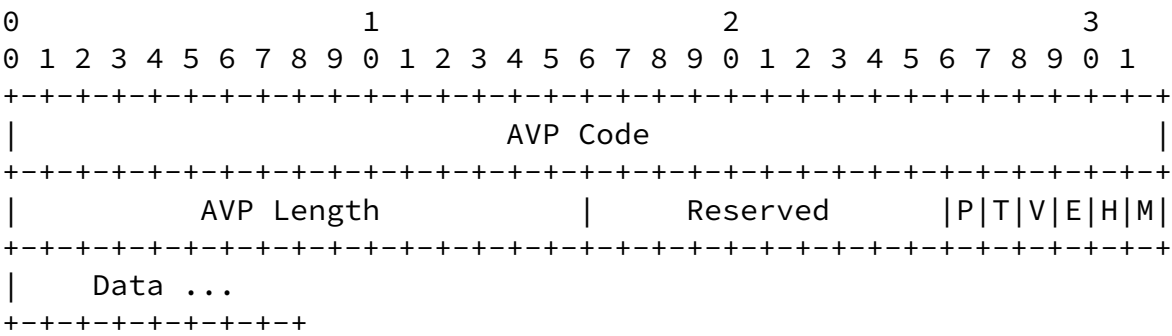 0                   1                   2                   3
0 1 2 3 4 5 6 7 8 9 0 1 2 3 4 5 6 7 8 9 0 1 2 3 4 5 6 7 8 9 0 1
+-+-+-+-+-+-+-+-+-+-+-+-+-+-+-+-+-+-+-+-+-+-+-+-+-+-+-+-+-+-+-+-+
|                           AVP Code                            |
+-+-+-+-+-+-+-+-+-+-+-+-+-+-+-+-+-+-+-+-+-+-+-+-+-+-+-+-+-+-+-+-+
|          AVP Length           |     Reserved      |P|T|V|E|H|M|
+-+-+-+-+-+-+-+-+-+-+-+-+-+-+-+-+-+-+-+-+-+-+-+-+-+-+-+-+-+-+-+-+
|    Data ...
+-+-+-+-+-+-+-+-+